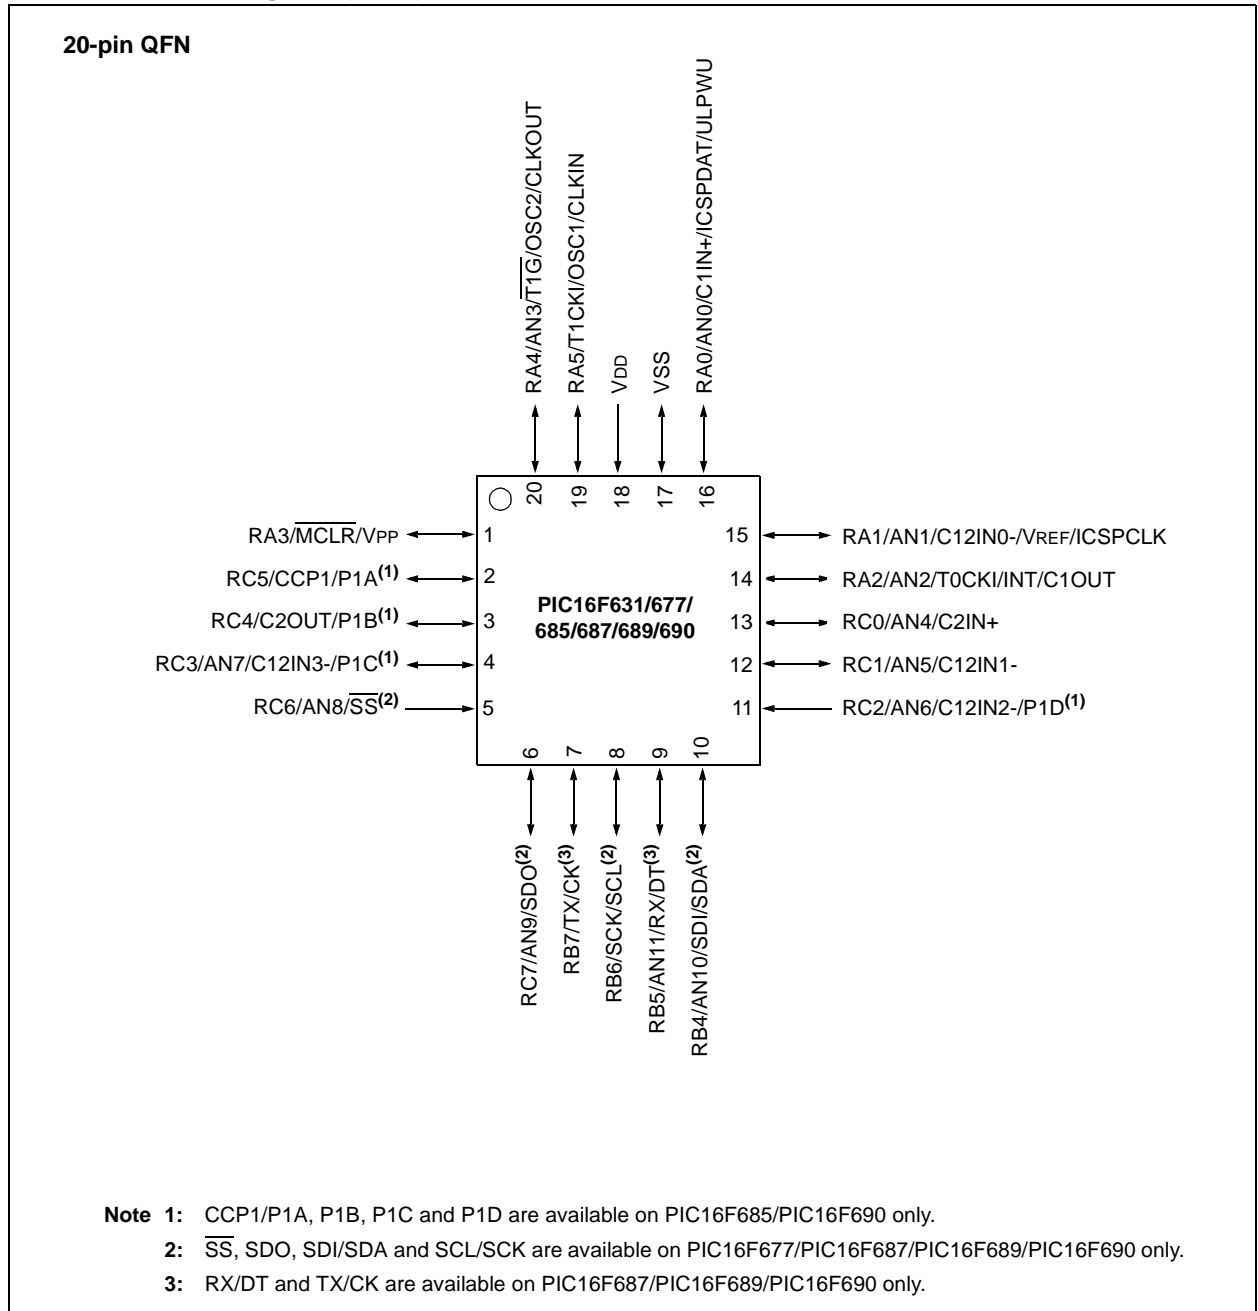 20-pin QFN
RA4/AN3/T1G/OSC2/CLKOUT
RA5/T1CKI/OSC1/CLKIN
VDD
VSS
RA0/AN0/C1IN+/ICSPDAT/ULPWU
20 19 18 17 16
RA3/MCLR/VPP 1
RC5/CCP1/P1A(1) 2
RC4/C2OUT/P1B(1) 3
RC3/AN7/C12IN3-/P1C(1) 4
RC6/AN8/SS(2) 5
PIC16F631/677/
685/687/689/690
15 RA1/AN1/C12IN0-/VREF/ICSPCLK
14 RA2/AN2/T0CKI/INT/C1OUT
13 RC0/AN4/C2IN+
12 RC1/AN5/C12IN1-
11 RC2/AN6/C12IN2-/P1D(1)
6 7 8 9 10
RC7/AN9/SDO(2)
RB7/TX/CK(3)
RB6/SCK/SCL(2)
RB5/AN11/RX/DT(3)
RB4/AN10/SDI/SDA(2)
Note 1: CCP1/P1A, P1B, P1C and P1D are available on PIC16F685/PIC16F690 only.
2: SS, SDO, SDI/SDA and SCL/SCK are available on PIC16F677/PIC16F687/PIC16F689/PIC16F690 only.
3: RX/DT and TX/CK are available on PIC16F687/PIC16F689/PIC16F690 only.